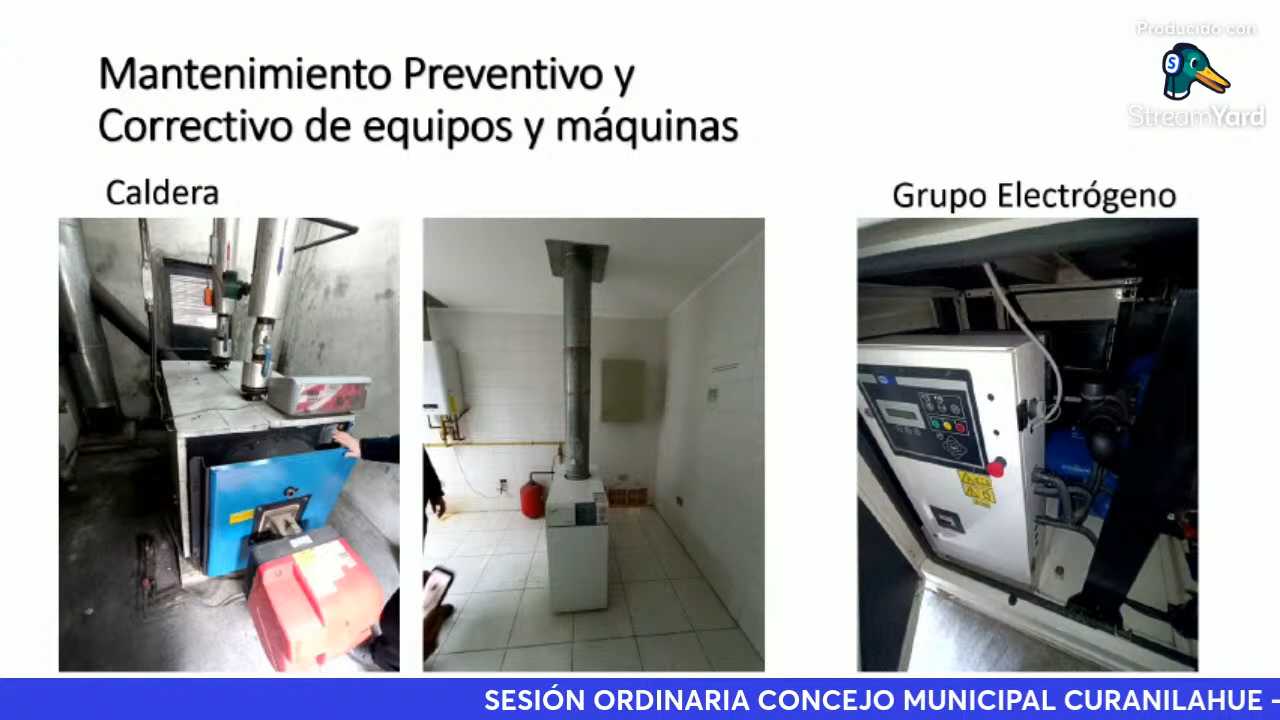 Producido con
StreamYard
Mantenimiento Preventivo y
Correctivo de equipos y máquinas
Caldera
Grupo Electrógeno
SESIÓN ORDINARIA CONCEJO MUNICIPAL CURANILAHUE -